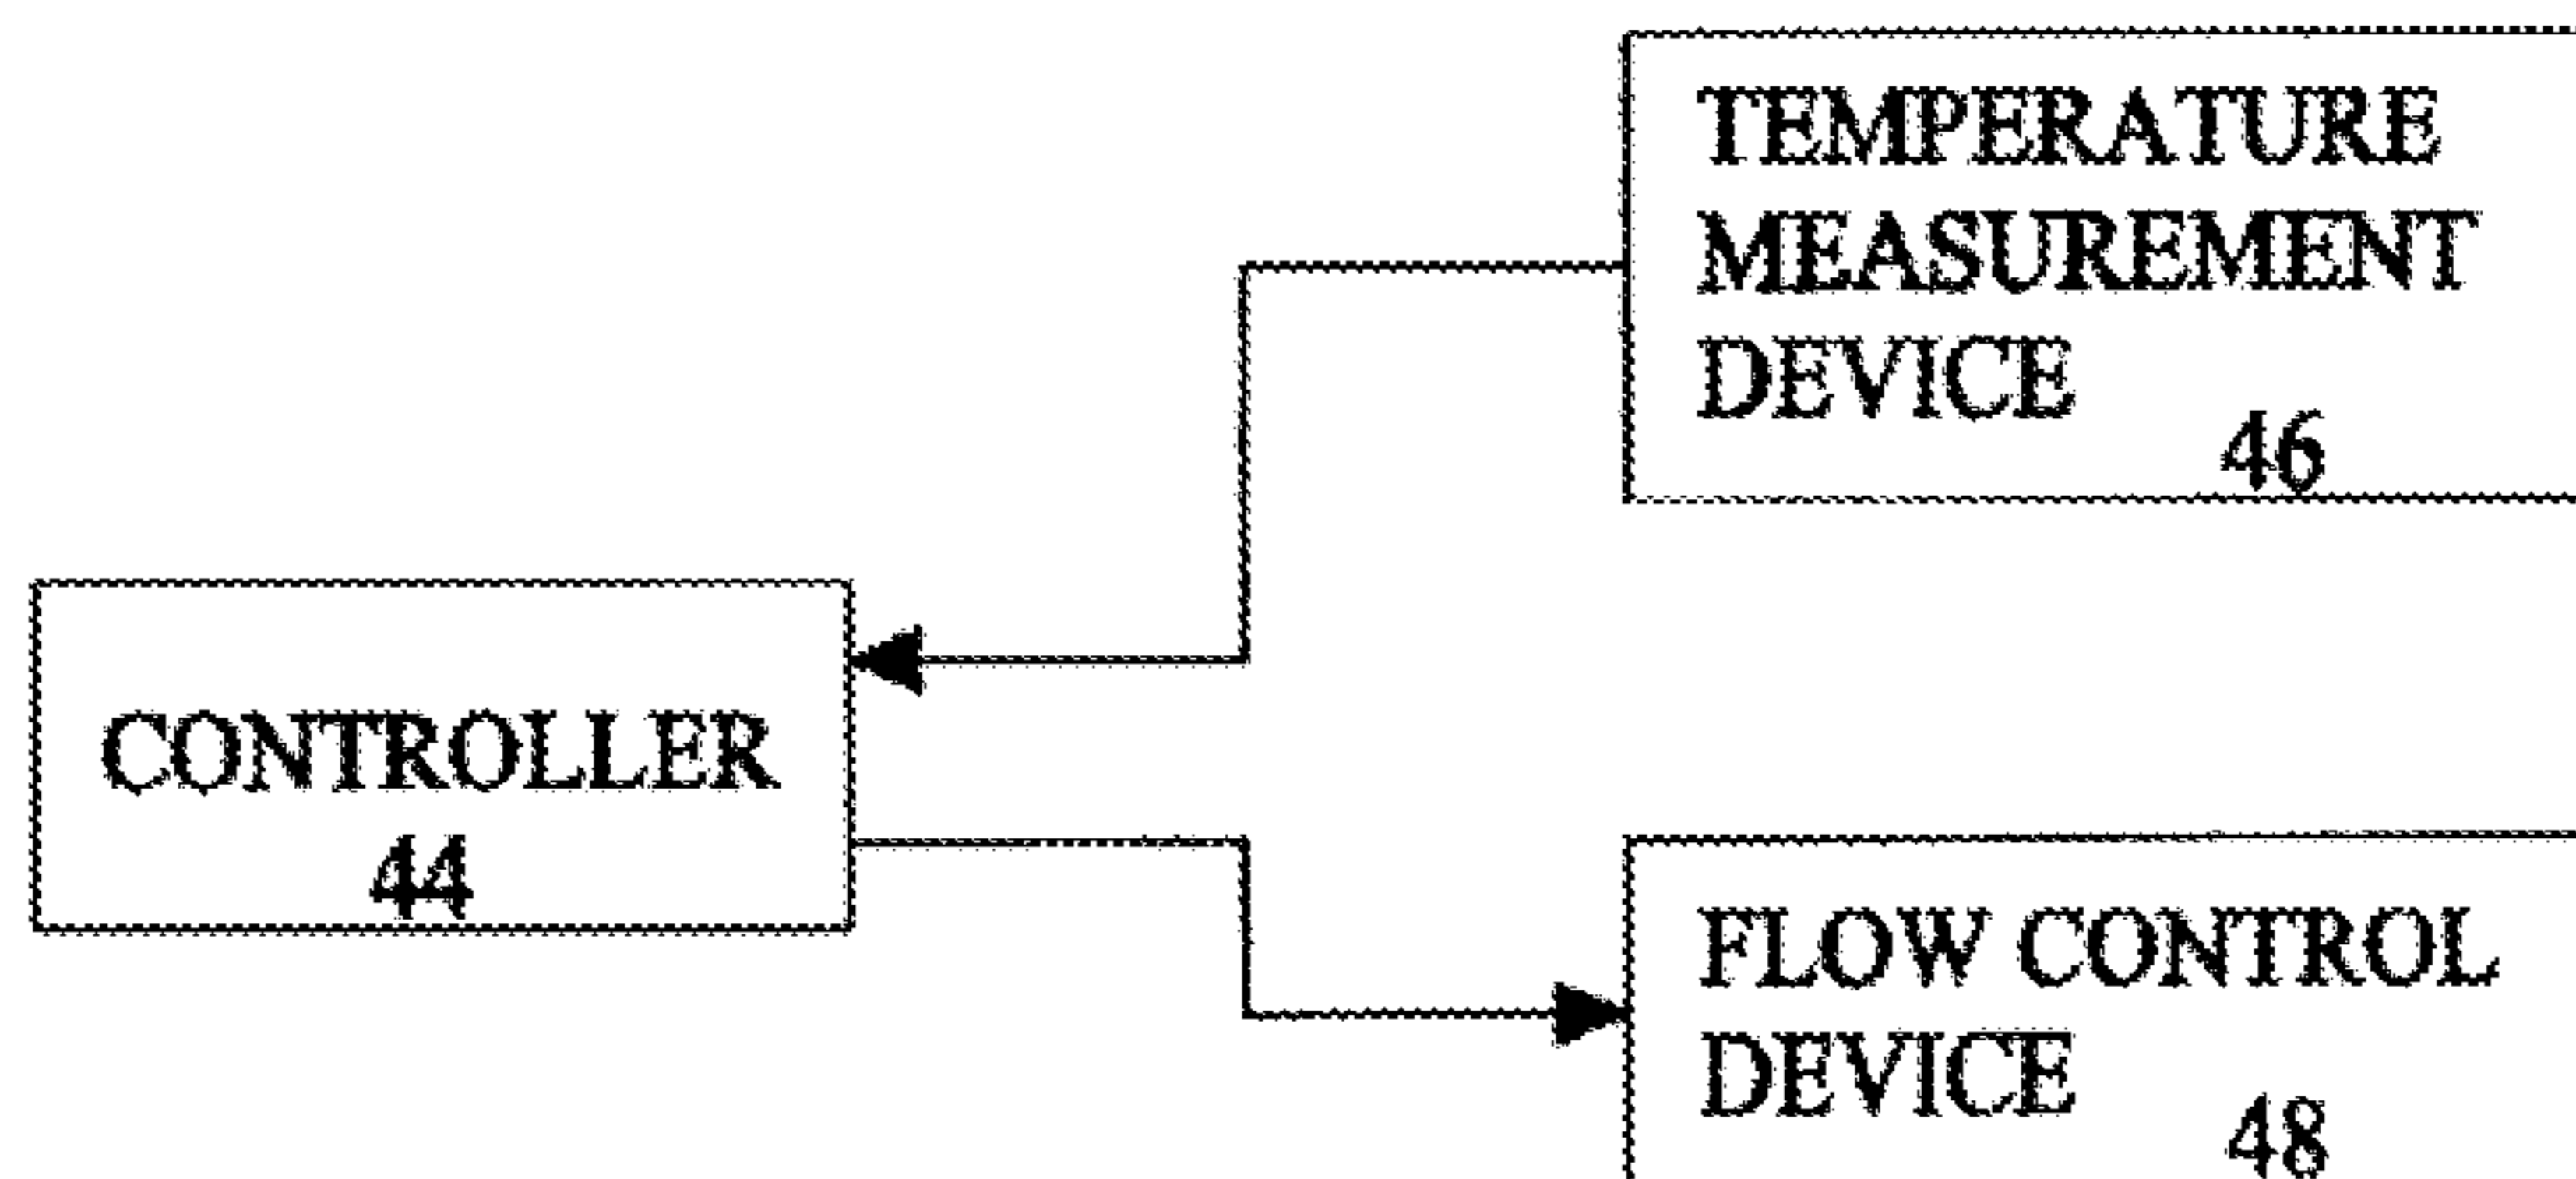 TEMPERATURE
MEASUREMENT
DEVICE
46
CONTROLLER
44
FLOW CONTROL
DEVICE
48